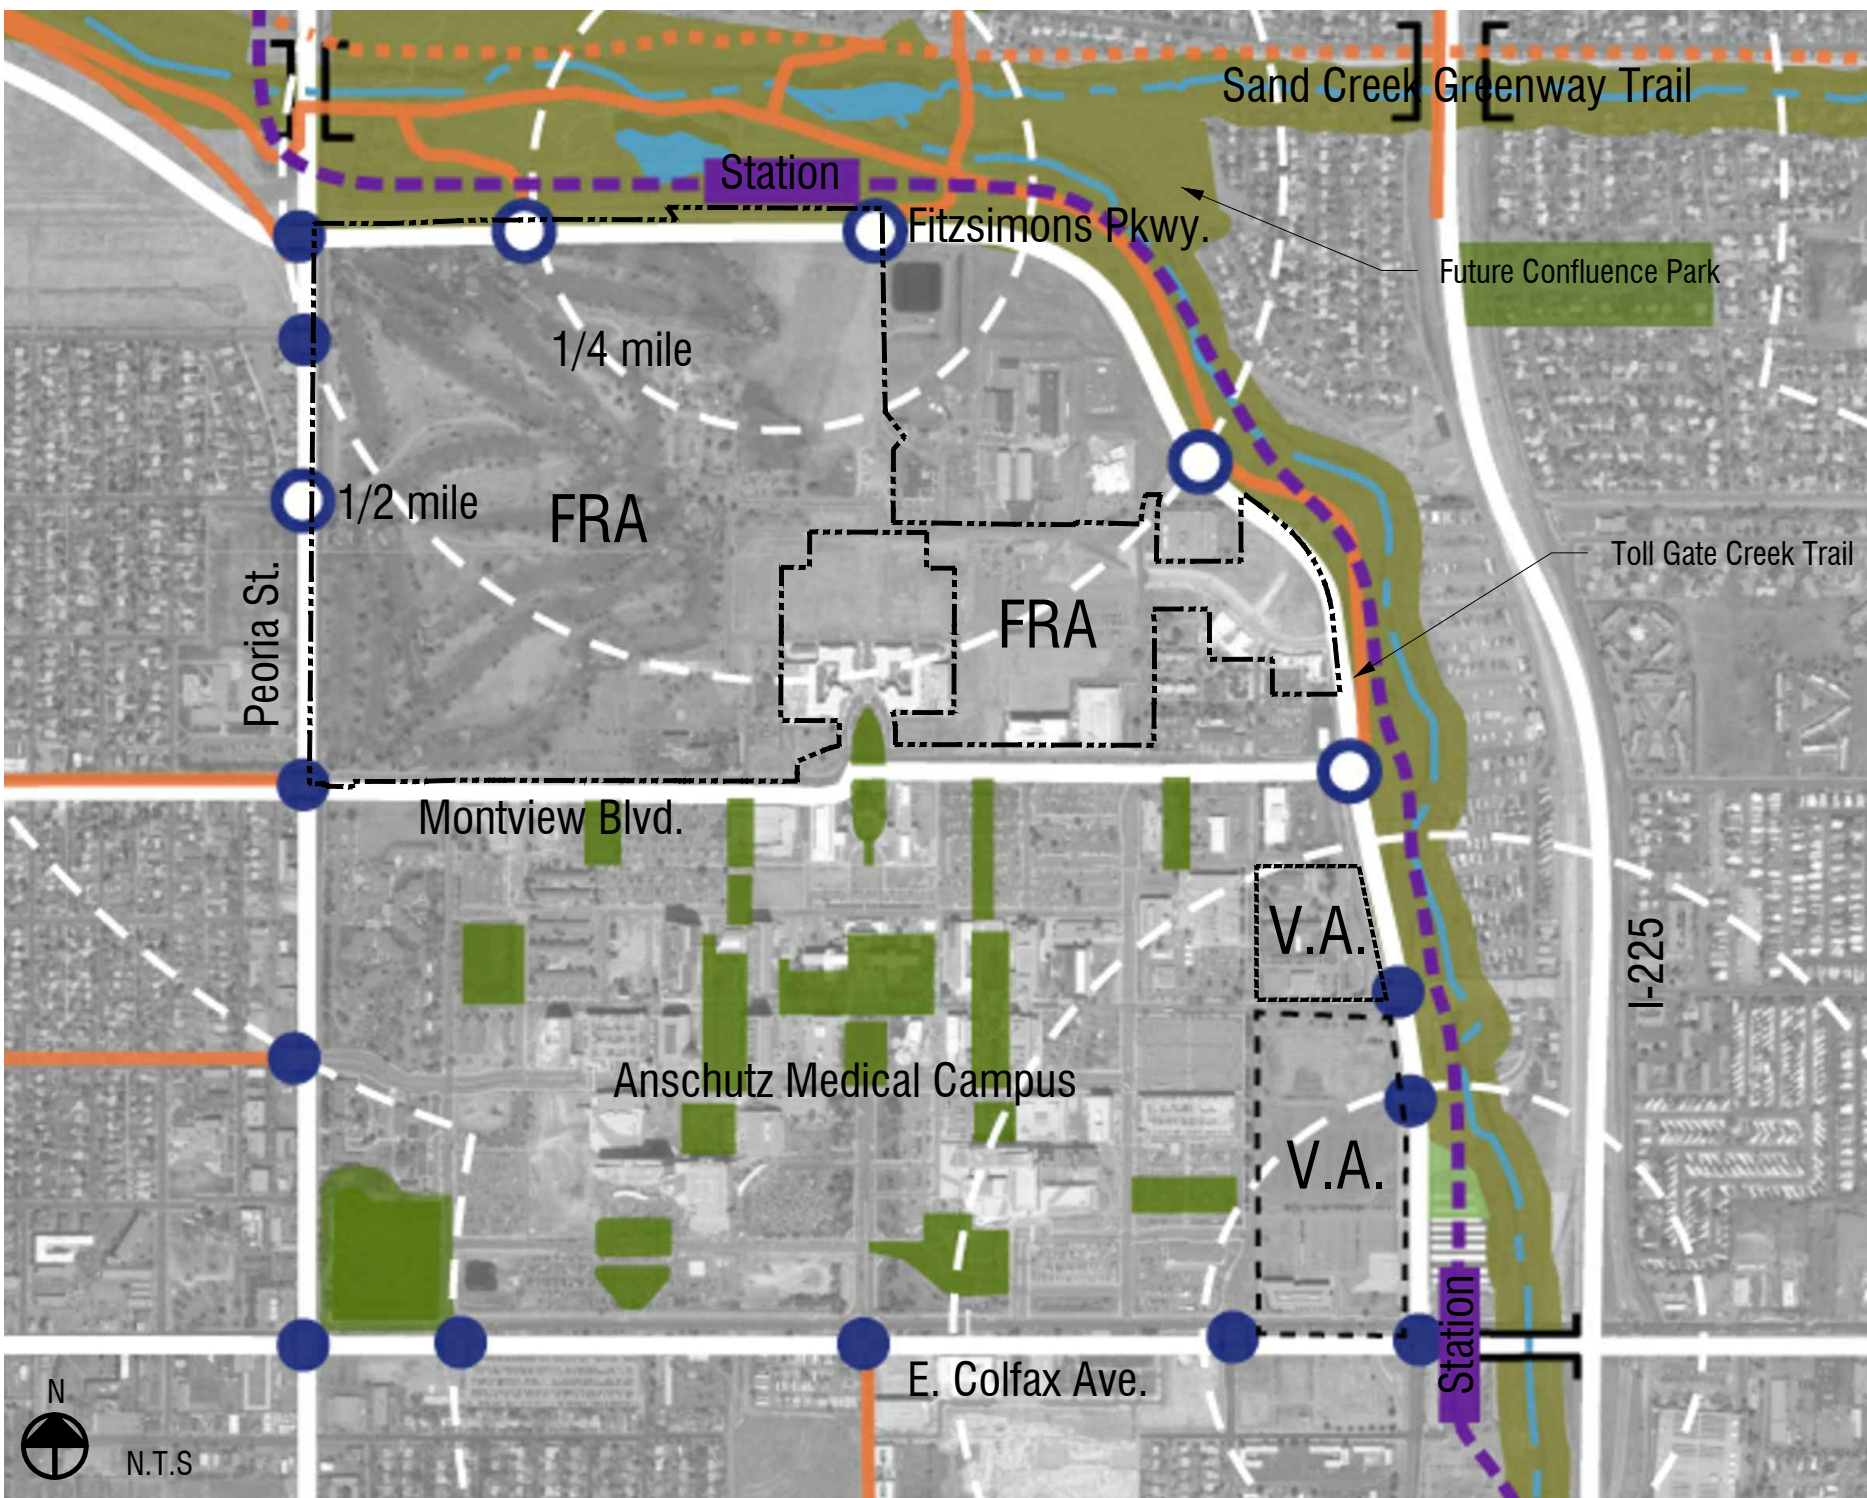 Sand Creek Greenway Trail
Station
Fitzsimons Pkwy.
Future Confluence Park
1/4 mile
1/2 mile
FRA
Toll Gate Creek Trail
FRA
Peoria St.
Montview Blvd.
V.A.
I-225
Anschutz Medical Campus
V.A.
Station
E. Colfax Ave.
N
N.T.S